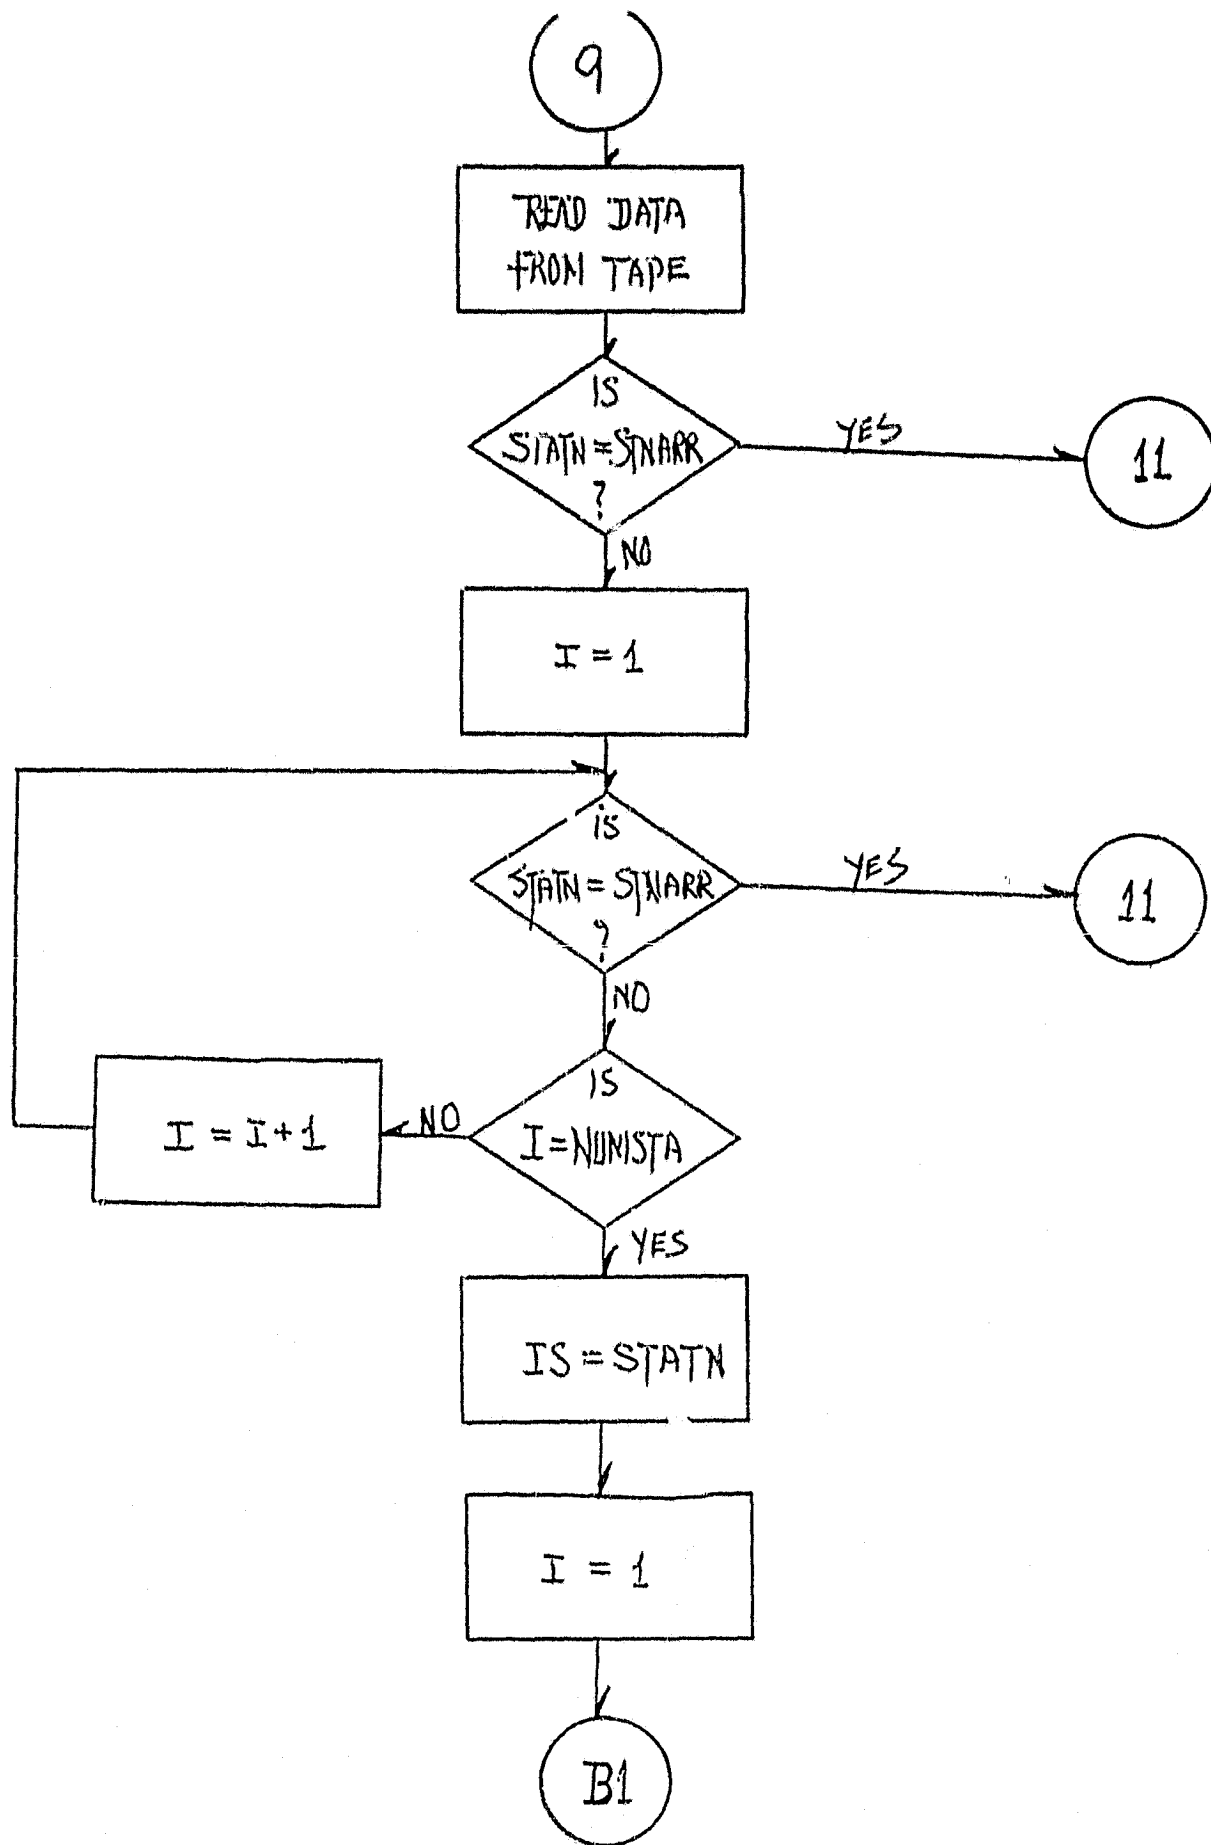 9
READ DATA
FROM TAPE
IS
STATN = STNARR
?
YES
11
NO
I = 1
IS
STATN = STNARR
?
YES
11
NO
IS
I = NUMSTA
NO
I = I + 1
YES
IS = STATN
I = 1
B1